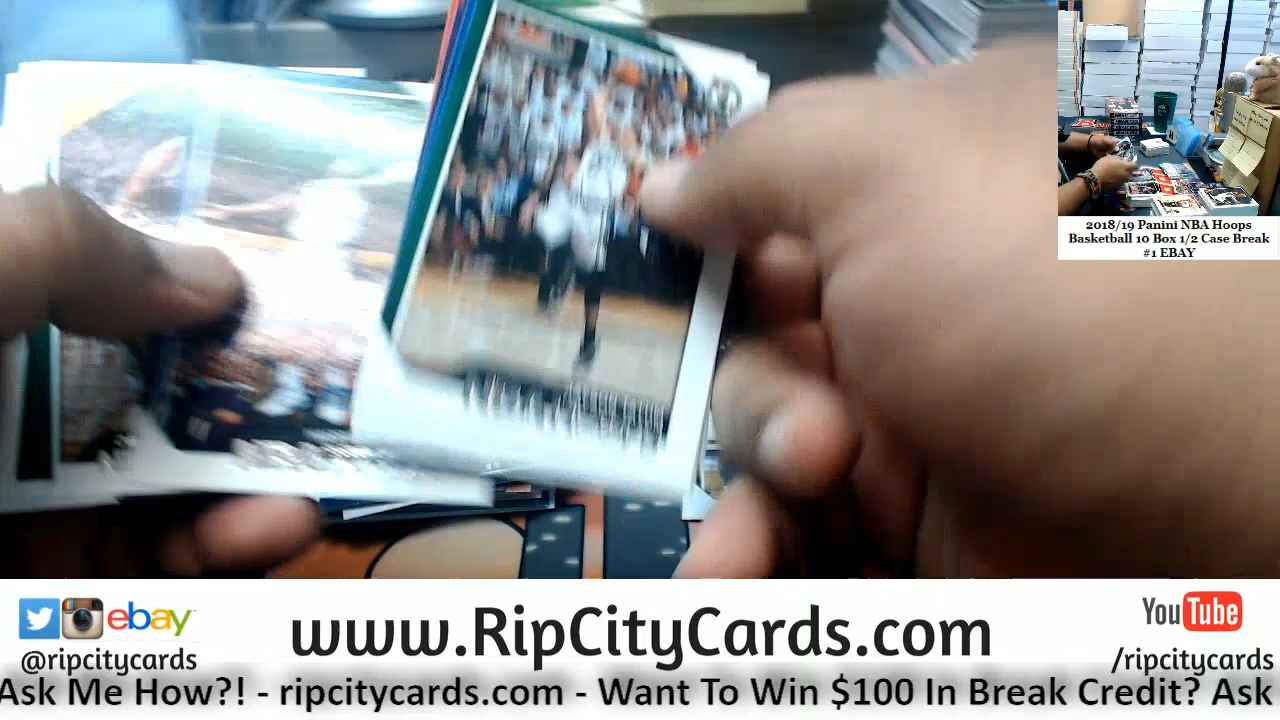 2018/19 Panini NBA Hoops
Basketball 10 Box 1/2 Case Break
#1 EBAY
ebay
www.RipCityCards.com
You Tube
@ripcitycards
/ripcitycards
Ask Me How?! - ripcitycards.com - Want To Win $100 In Break Credit? Ask